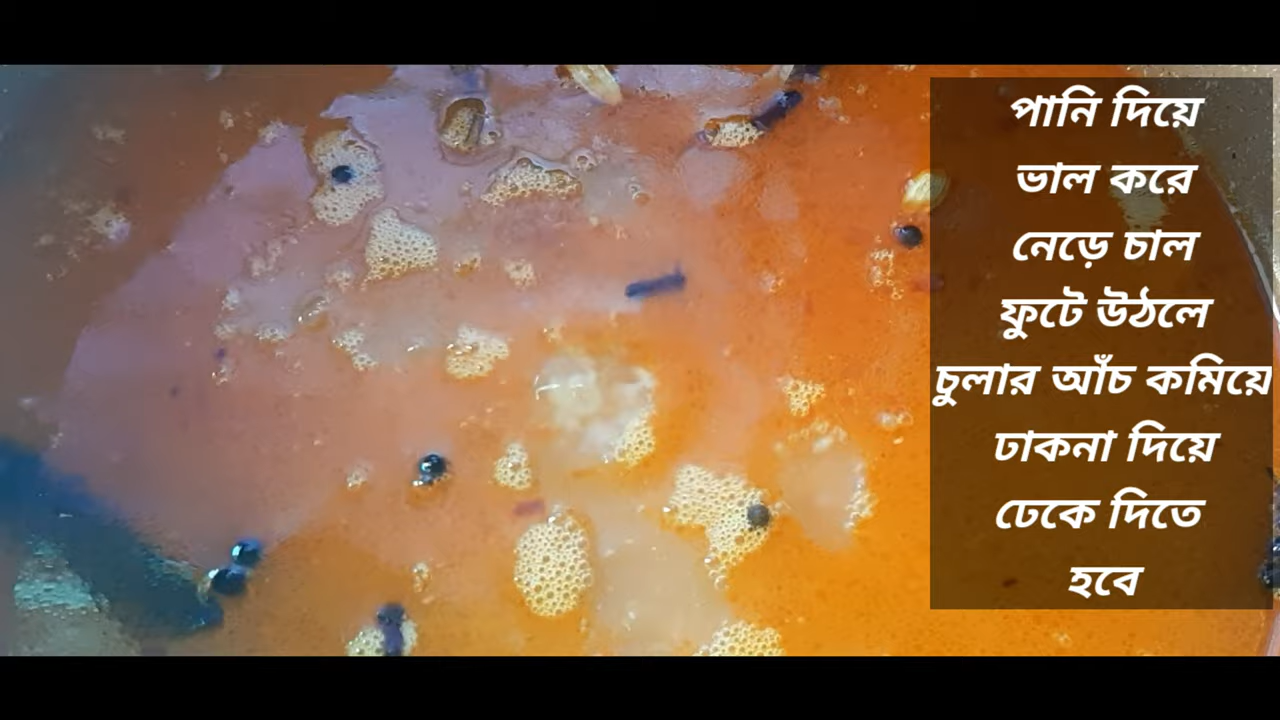 পানি দিয়ে
ভাল করে
নেড়ে চাল
ফুটে উঠলে
চুলার আঁচ কমিয়ে
ঢাকনা দিয়ে
ঢেকে দিতে
হবে